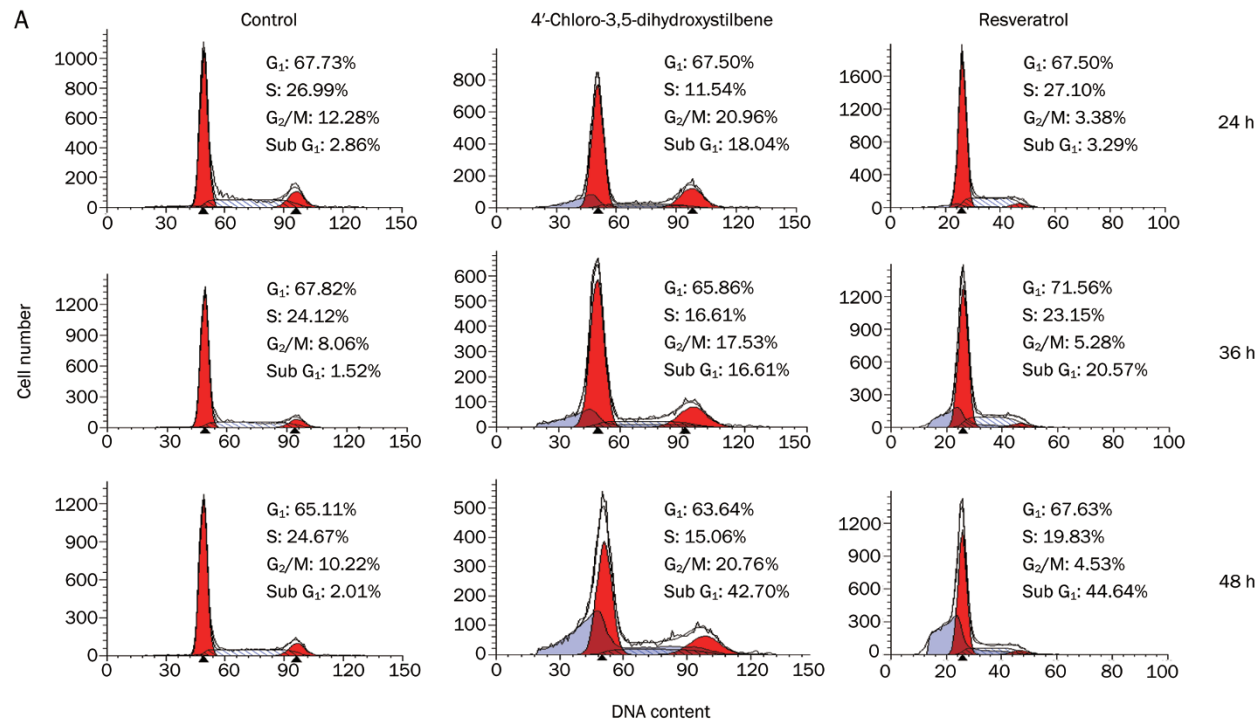 A
Control
4′-Chloro-3,5-dihydroxystilbene
Resveratrol
1000
800
600
400
200
0
0 30 60 90 120 150
G₁: 67.73%
S: 26.99%
G₂/M: 12.28%
Sub G₁: 2.86%
800
600
400
200
0
0 30 60 90 120 150
G₁: 67.50%
S: 11.54%
G₂/M: 20.96%
Sub G₁: 18.04%
1600
1200
800
400
0
0 20 40 60 80 100
G₁: 67.50%
S: 27.10%
G₂/M: 3.38%
Sub G₁: 3.29%
24 h
Cell number
1200
900
600
300
0
0 30 60 90 120 150
G₁: 67.82%
S: 24.12%
G₂/M: 8.06%
Sub G₁: 1.52%
600
500
400
300
200
100
0
0 30 60 90 120 150
G₁: 65.86%
S: 16.61%
G₂/M: 17.53%
Sub G₁: 16.61%
1200
900
600
300
0
0 20 40 60 80 100
G₁: 71.56%
S: 23.15%
G₂/M: 5.28%
Sub G₁: 20.57%
36 h
1200
900
600
300
0
0 30 60 90 120 150
G₁: 65.11%
S: 24.67%
G₂/M: 10.22%
Sub G₁: 2.01%
500
400
300
200
100
0
0 30 60 90 120 150
G₁: 63.64%
S: 15.06%
G₂/M: 20.76%
Sub G₁: 42.70%
1200
900
600
300
0
0 20 40 60 80 100
G₁: 67.63%
S: 19.83%
G₂/M: 4.53%
Sub G₁: 44.64%
48 h
DNA content